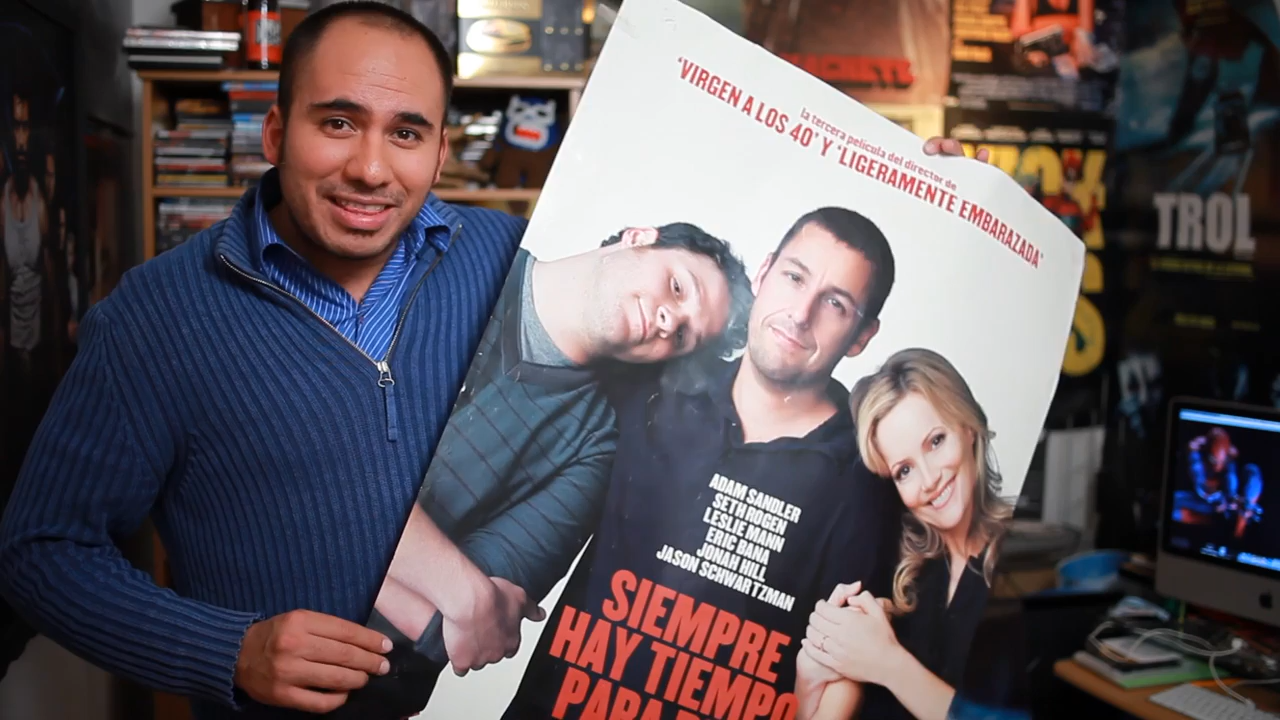 la tercera película del director de
'VIRGEN A LOS 40' Y 'LIGERAMENTE EMBARAZADA'
ADAM SANDLER
SETH ROGEN
LESLIE MANN
ERIC BANA
JONAH HILL
JASON SCHWARTZMAN
SIEMPRE
HAY TIEMPO
PARA
TROL